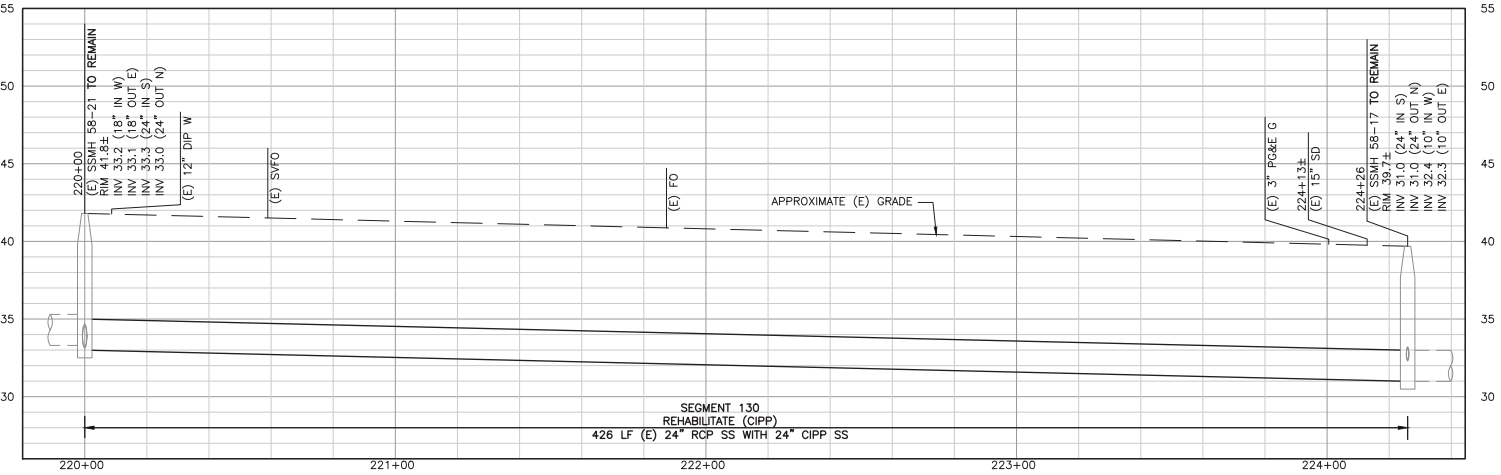 55
50
45
40
35
30
220+00
(E) SSMH 58-21 TO REMAIN
RIM 41.8±
INV 33.2 (18" IN W)
INV 33.1 (18" OUT E)
INV 33.3 (24" IN S)
INV 33.0 (24" OUT N)
(E) 12" DIP W
(E) SVFO
(E) FO
APPROXIMATE (E) GRADE
(E) 3" PG&E G
224+13±
(E) 15" SD
224+26
(E) SSMH 58-17 TO REMAIN
RIM 39.7±
INV 31.0 (24" IN S)
INV 31.0 (24" OUT N)
INV 32.4 (10" IN W)
INV 32.3 (10" OUT E)
55
50
45
40
35
30
SEGMENT 130
REHABILITATE (CIPP)
426 LF (E) 24" RCP SS WITH 24" CIPP SS
220+00
221+00
222+00
223+00
224+00